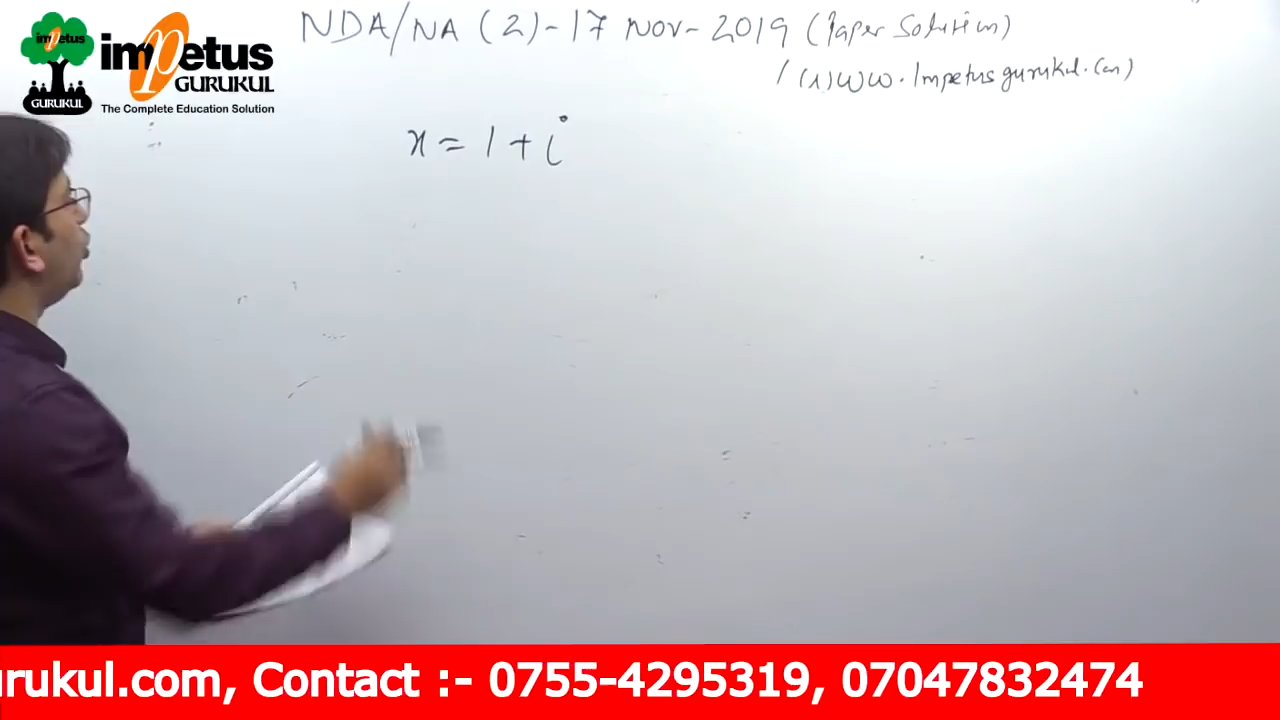 impetus
GURUKUL
impetus
GURUKUL
The Complete Education Solution
NDA/NA (2)-17 Nov-2019 (Paper Solution)
www.Impetusgurukul.com
x = 1 + i
urukul.com, Contact :- 0755-4295319, 07047832474